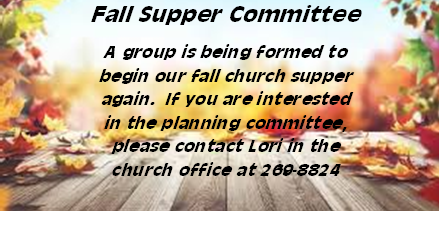 Fall Supper Committee
A group is being formed to
begin our fall church supper
again.  If you are interested
in the planning committee,
please contact Lori in the
church office at 269-8824